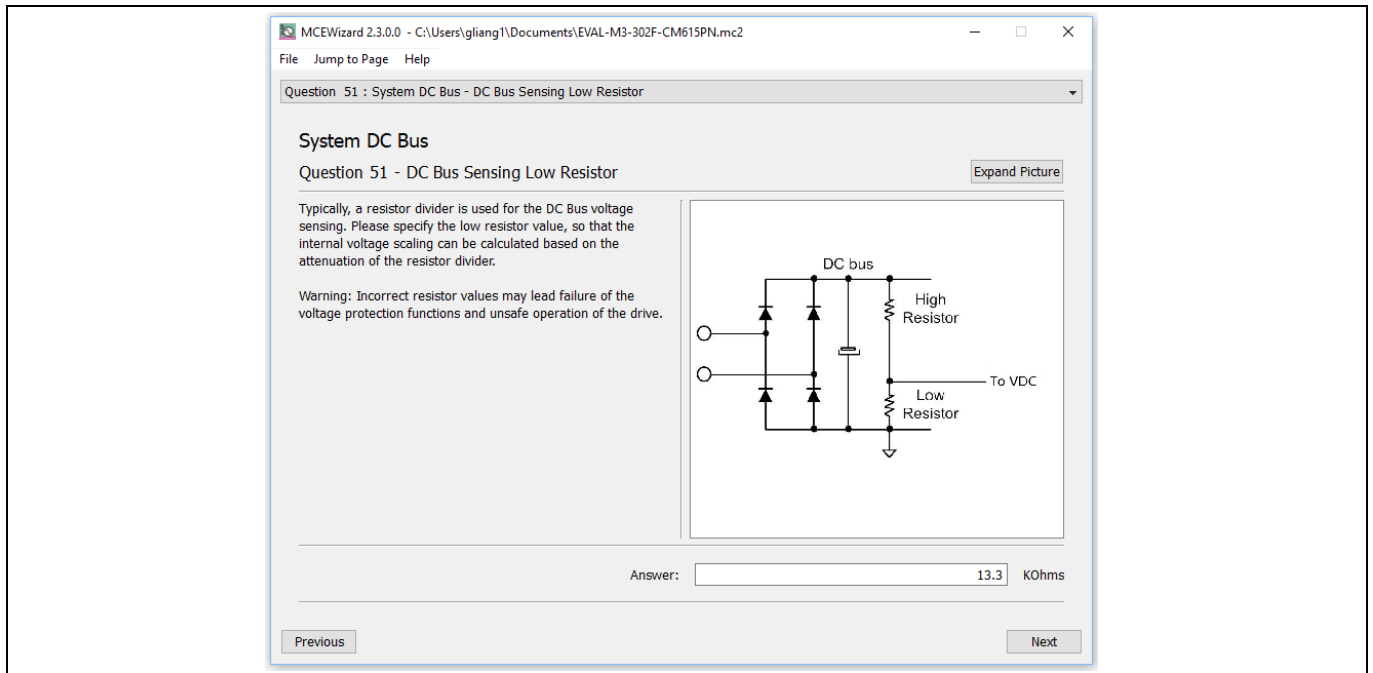 MCEWizard 2.3.0.0 - C:\Users\gliang1\Documents\EVAL-M3-302F-CM615PN.mc2
File Jump to Page Help
Question 51 : System DC Bus - DC Bus Sensing Low Resistor
System DC Bus
Question 51 - DC Bus Sensing Low Resistor
Expand Picture
Typically, a resistor divider is used for the DC Bus voltage
sensing. Please specify the low resistor value, so that the
internal voltage scaling can be calculated based on the
attenuation of the resistor divider.
Warning: Incorrect resistor values may lead failure of the
voltage protection functions and unsafe operation of the drive.
DC bus
High
Resistor
To VDC
Low
Resistor
Answer: 13.3 KOhms
Previous
Next